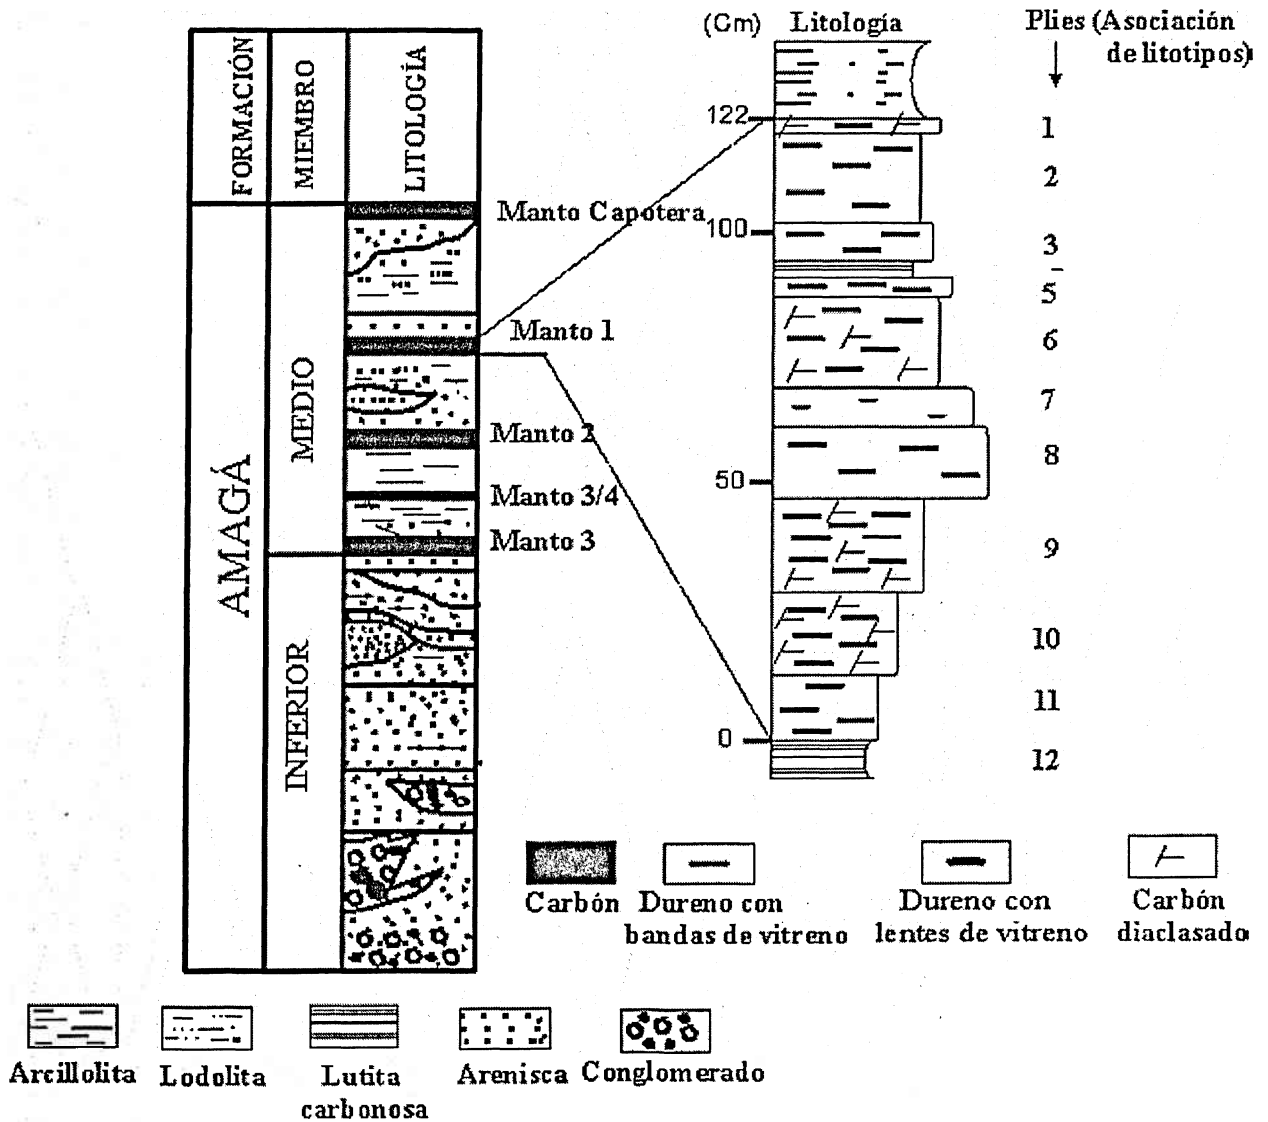 FORMACIÓN
MIEMBRO
LITOLOGÍA
AMAGÁ
MEDIO
INFERIOR
Manto Capotera
Manto 1
Manto 2
Manto 3/4
Manto 3
(Cm)
Litología
Plies (Asociación
de litotipos)
122
100
50
0
1
2
3
5
6
7
8
9
10
11
12
Carbón
Dureno con
bandas de vitreno
Dureno con
lentes de vitreno
Carbón
diaclasado
Arcillolita
Lodolita
Lutita
carbonosa
Arenisca
Conglomerado